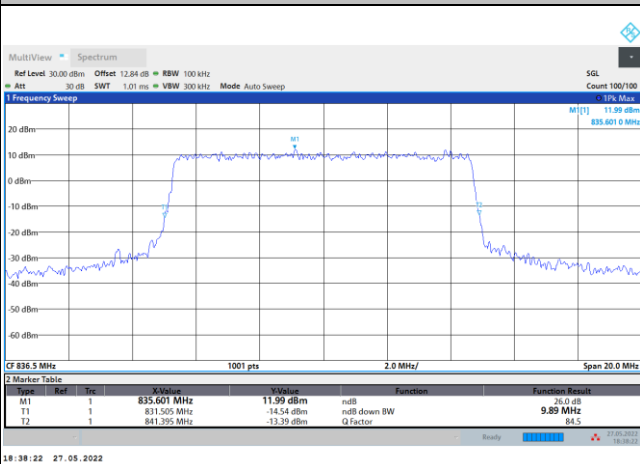 MultiView Spectrum
Ref Level 30.00 dBm Offset 12.84 dB RBW 100 kHz SGL
Att 30 dB SWT 1.01 ms VBW 300 kHz Mode Auto Sweep Count 100/100
1 Frequency Sweep 1Pk Max
M1[1] 11.99 dBm
835.601 0 MHz
20 dBm
M1
10 dBm
0 dBm
-10 dBm
-20 dBm
-30 dBm
-40 dBm
-50 dBm
-60 dBm
CF 836.5 MHz 1001 pts 2.0 MHz/ Span 20.0 MHz
2 Marker Table
Type Ref Trc X-Value Y-Value Function Function Result
M1 1 835.601 MHz 11.99 dBm ndB 26.0 dB
T1 1 831.505 MHz -14.54 dBm ndB down BW 9.89 MHz
T2 1 841.395 MHz -13.39 dBm Q Factor 84.5
Ready 27.05.2022
18:38:22
18:38:22 27.05.2022